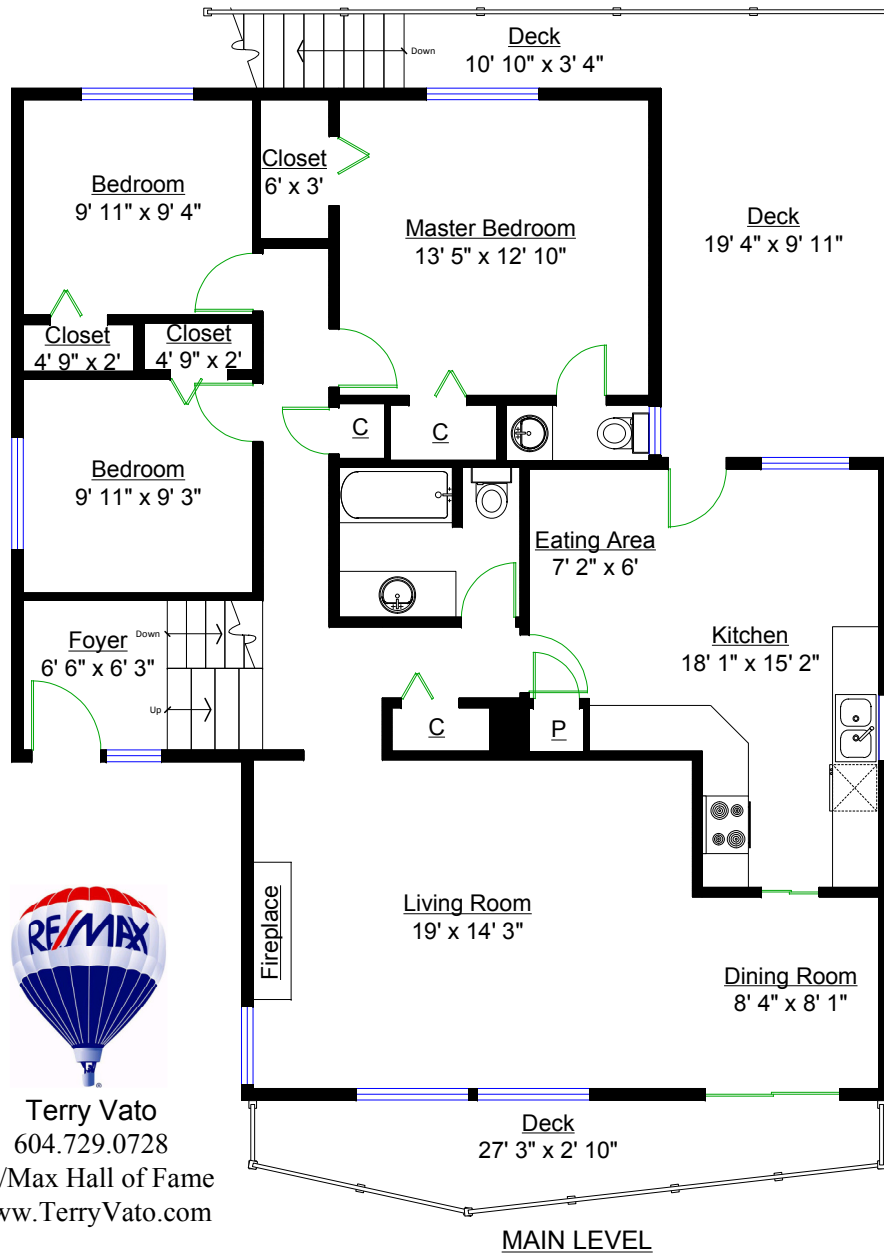 Deck
10' 10" x 3' 4"
Down
Bedroom
9' 11" x 9' 4"
Closet
6' x 3'
Master Bedroom
13' 5" x 12' 10"
Deck
19' 4" x 9' 11"
Closet
4' 9" x 2'
Closet
4' 9" x 2'
C
C
Bedroom
9' 11" x 9' 3"
Eating Area
7' 2" x 6'
Kitchen
18' 1" x 15' 2"
Foyer
6' 6" x 6' 3"
Down
Up
C
P
Fireplace
Living Room
19' x 14' 3"
Dining Room
8' 4" x 8' 1"
RE/MAX
®
Terry Vato
604.729.0728
/Max Hall of Fame
ww.TerryVato.com
Deck
27' 3" x 2' 10"
MAIN LEVEL